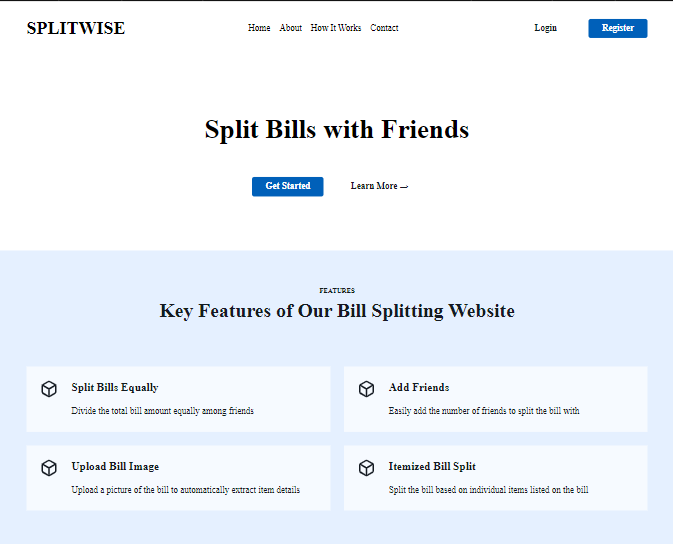 SPLITWISE
Home About How It Works Contact
Login
Register
Split Bills with Friends
Get Started
Learn More
FEATURES
Key Features of Our Bill Splitting Website
Split Bills Equally
Divide the total bill amount equally among friends
Add Friends
Easily add the number of friends to split the bill with
Upload Bill Image
Upload a picture of the bill to automatically extract item details
Itemized Bill Split
Split the bill based on individual items listed on the bill